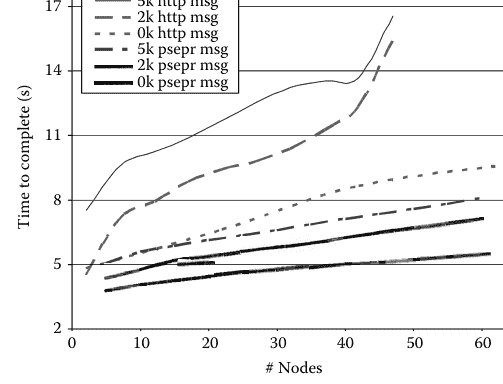 17
5k http msg
2k http msg
0k http msg
5k psepr msg
2k psepr msg
0k psepr msg
14
11
8
5
2
Time to complete (s)
0 10 20 30 40 50 60
# Nodes